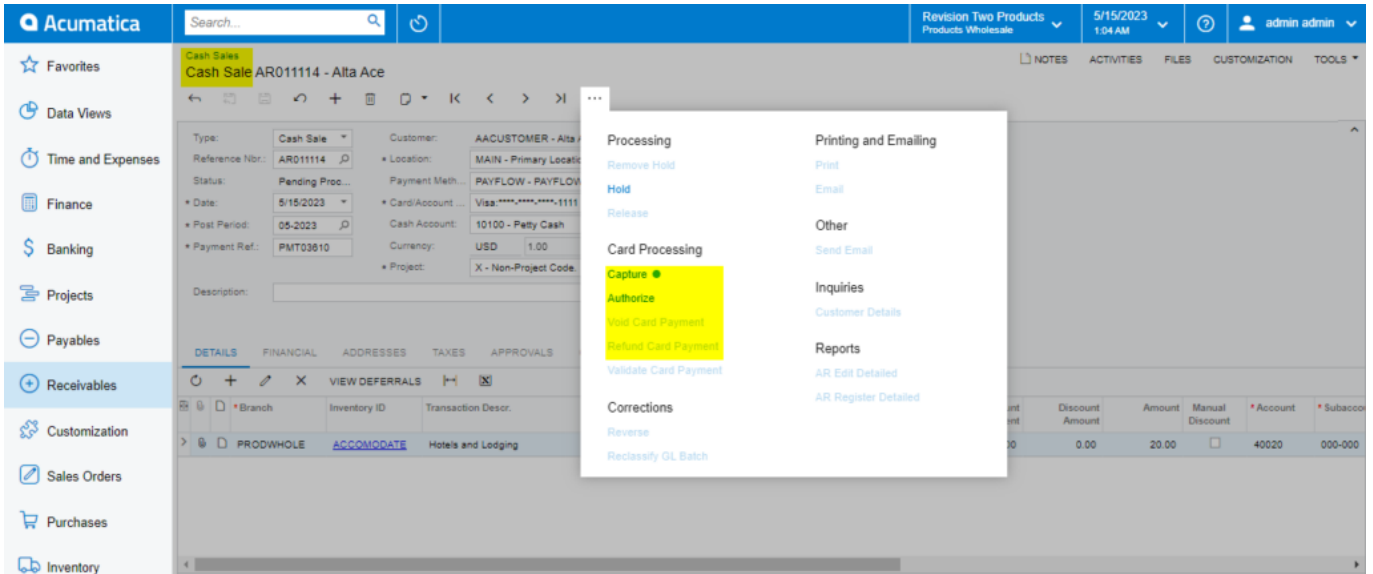 Acumatica
Search...
Revision Two Products
Products Wholesale
5/15/2023
1:04 AM
admin admin
Favorites
Data Views
Time and Expenses
Finance
Banking
Projects
Payables
Receivables
Customization
Sales Orders
Purchases
Inventory
Cash Sales
Cash Sale AR011114 - Alta Ace
NOTES ACTIVITIES FILES CUSTOMIZATION TOOLS
Type: Cash Sale Customer: AACUSTOMER - Alta
Reference Nbr.: AR011114 * Location: MAIN - Primary Locatio
Status: Pending Proc... Payment Meth... PAYFLOW - PAYFLOW
* Date: 5/15/2023 * Card/Account ... Visa:****-****-****-1111
* Post Period: 05-2023 Cash Account: 10100 - Petty Cash
* Payment Ref.: PMT03610 Currency: USD 1.00
* Project: X - Non-Project Code.
Description:
DETAILS FINANCIAL ADDRESSES TAXES APPROVALS
VIEW DEFERRALS
* Branch Inventory ID Transaction Descr. Discount Amount Amount Manual Discount * Account * Subacco
PRODWHOLE ACCOMODATE Hotels and Lodging 0.00 20.00 40020 000-000
Processing
Remove Hold
Hold
Release
Card Processing
Capture
Authorize
Void Card Payment
Refund Card Payment
Validate Card Payment
Corrections
Reverse
Reclassify GL Batch
Printing and Emailing
Print
Email
Other
Send Email
Inquiries
Customer Details
Reports
AR Edit Detailed
AR Register Detailed